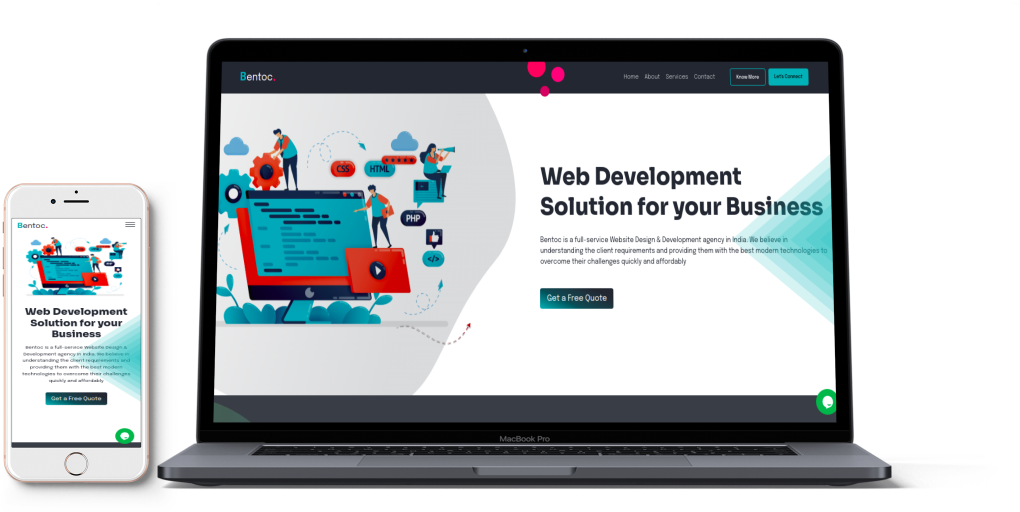 Bentoc.
Home About Services Contact Know More Let's Connect
CSS HTML
PHP
</>
Web Development
Solution for your Business
Bentoc is a full-service Website Design & Development agency in India. We believe in
understanding the client requirements and providing them with the best modern technologies to
overcome their challenges quickly and affordably
Get a Free Quote
MacBook Pro
Bentoc.
Web Development
Solution for your
Business
Bentoc is a full-service Website Design &
Development agency in India. We believe in
understanding the client requirements and
providing them with the best modern
technologies to overcome their challenges
quickly and affordably
Get a Free Quote